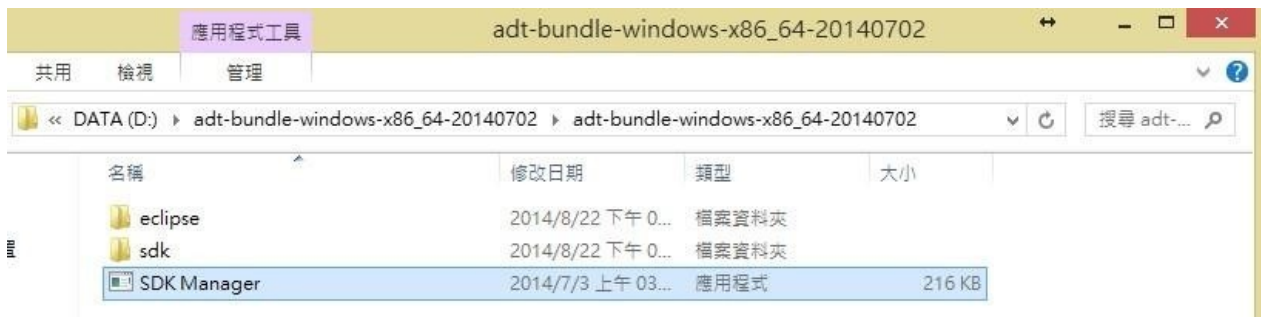 應用程式工具 adt-bundle-windows-x86_64-20140702
共用 檢視 管理
« DATA (D:) ▸ adt-bundle-windows-x86_64-20140702 ▸ adt-bundle-windows-x86_64-20140702 搜尋 adt-...
名稱 修改日期 類型 大小
eclipse 2014/8/22 下午 0... 檔案資料夾
sdk 2014/8/22 下午 0... 檔案資料夾
SDK Manager 2014/7/3 上午 03... 應用程式 216 KB